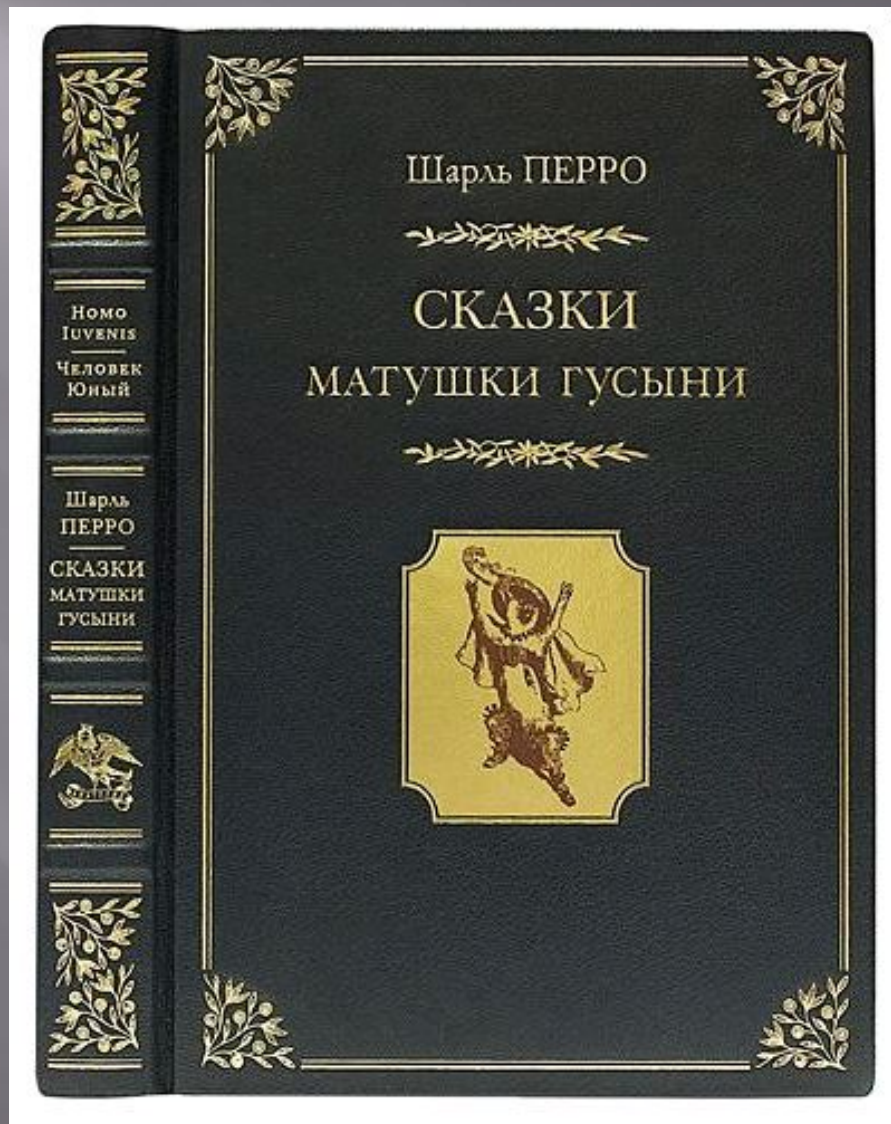 Шарль ПЕРРО
СКАЗКИ
МАТУШКИ ГУСЫНИ
Homo
Iuvenis
Человек
Юный
Шарль
ПЕРРО
СКАЗКИ
МАТУШКИ
ГУСЫНИ